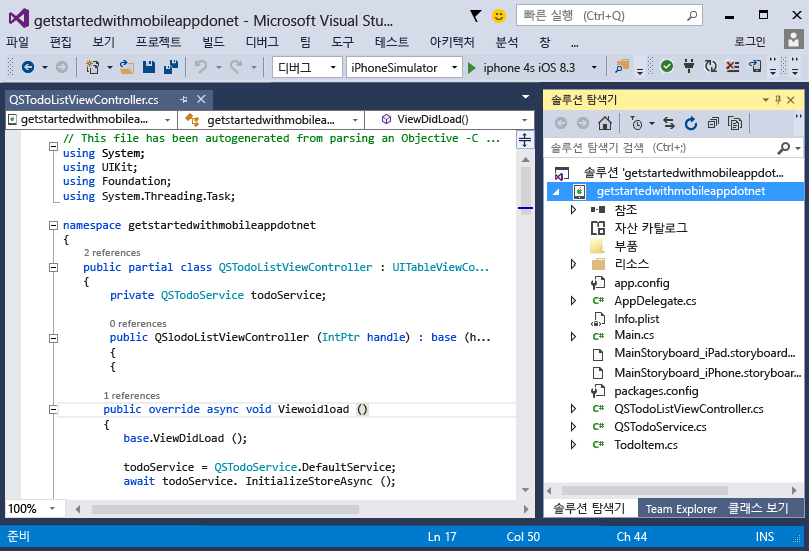 getstartedwithmobileappdonet - Microsoft Visual Stu...
빠른 실행 (Ctrl+Q)
파일 편집 보기 프로젝트 빌드 디버그 팀 도구 테스트 아키텍처 분석 창 ... 로그인
디버그 iPhoneSimulator iphone 4s iOS 8.3
QSTodoListViewController.cs
getstartedwithmobilea... getstartedwithmobilea... ViewDidLoad()
// This file has been autogenerated from parsing an Objective -C ...
using System;
using UIKit;
using Foundation;
using System.Threading.Task;
namespace getstartedwithmobileappdotnet
{
2 references
public partial class QSTodoListViewController : UITableViewCo...
{
private QSTodoService todoService;
0 references
public QSlodoListViewController (IntPtr handle) : base (h...
{
{
1 references
public override async void Viewoidload ()
{
base.ViewDidLoad ();
todoService = QSTodoService.DefaultService;
await todoService. InitializeStoreAsync ();
100%
솔루션 탐색기
솔루션 탐색기 검색 (Ctrl+;)
솔루션 'getstartedwithmobileappdot...
getstartedwithmobileappdotnet
참조
자산 카탈로그
부품
리소스
app.config
AppDelegate.cs
Info.plist
Main.cs
MainStoryboard_iPad.storyboard...
MainStoryboard_iPhone.storyboar...
packages.config
QSTodoListViewController.cs
QSTodoService.cs
TodoItem.cs
솔루션 탐색기 Team Explorer 클래스 보기
준비 Ln 17 Col 50 Ch 44 INS